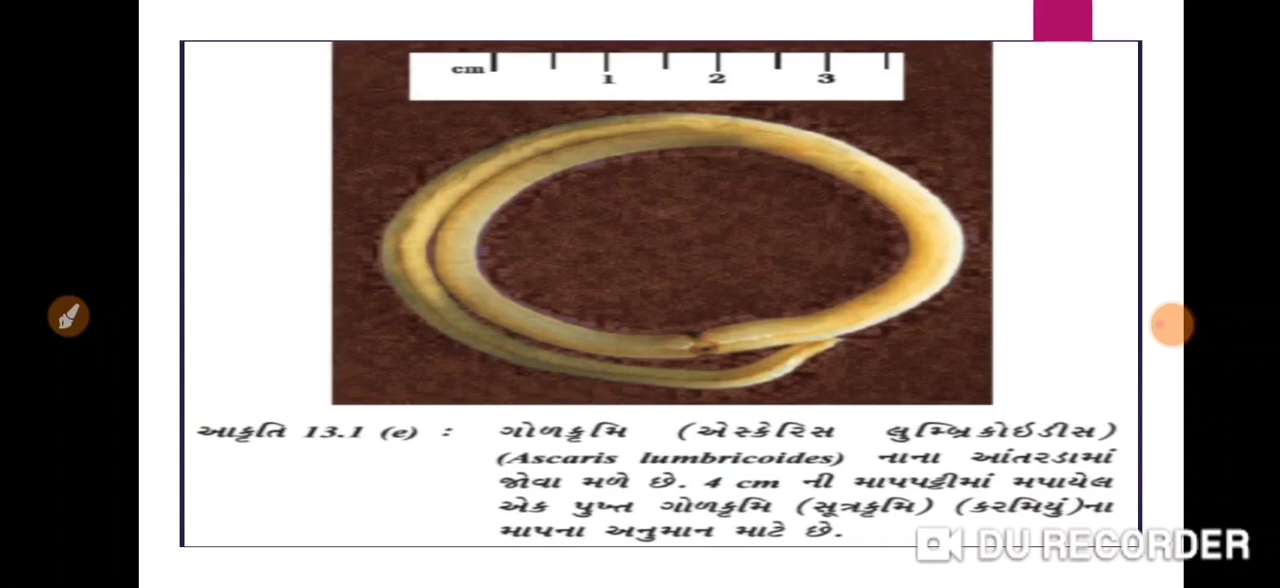 cm 1 2 3
આકૃતિ 13.1 (e) : ગોળકૃમિ (એસ્કેરિસ લુમ્બ્રિકોઇડીસ)
(Ascaris lumbricoides) નાના આંતરડામાં
જોવા મળે છે. 4 cm ની માપપટ્ટીમાં મપાયેલ
એક પુખ્ત ગોળકૃમિ (સૂત્રકૃમિ) (કરમિયું)ના
માપના અનુમાન માટે છે.
DU RECORDER